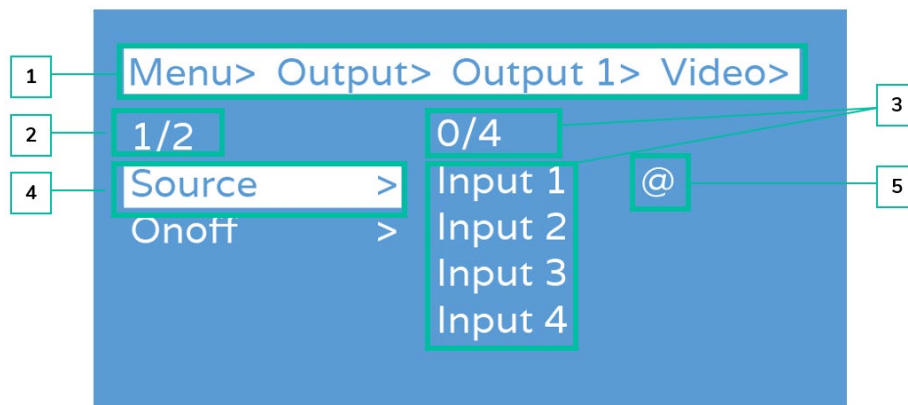 Menu> Output> Output 1> Video>
1
2
1/2
0/4
3
4
Source >
Input 1
@
5
Onoff >
Input 2
Input 3
Input 4